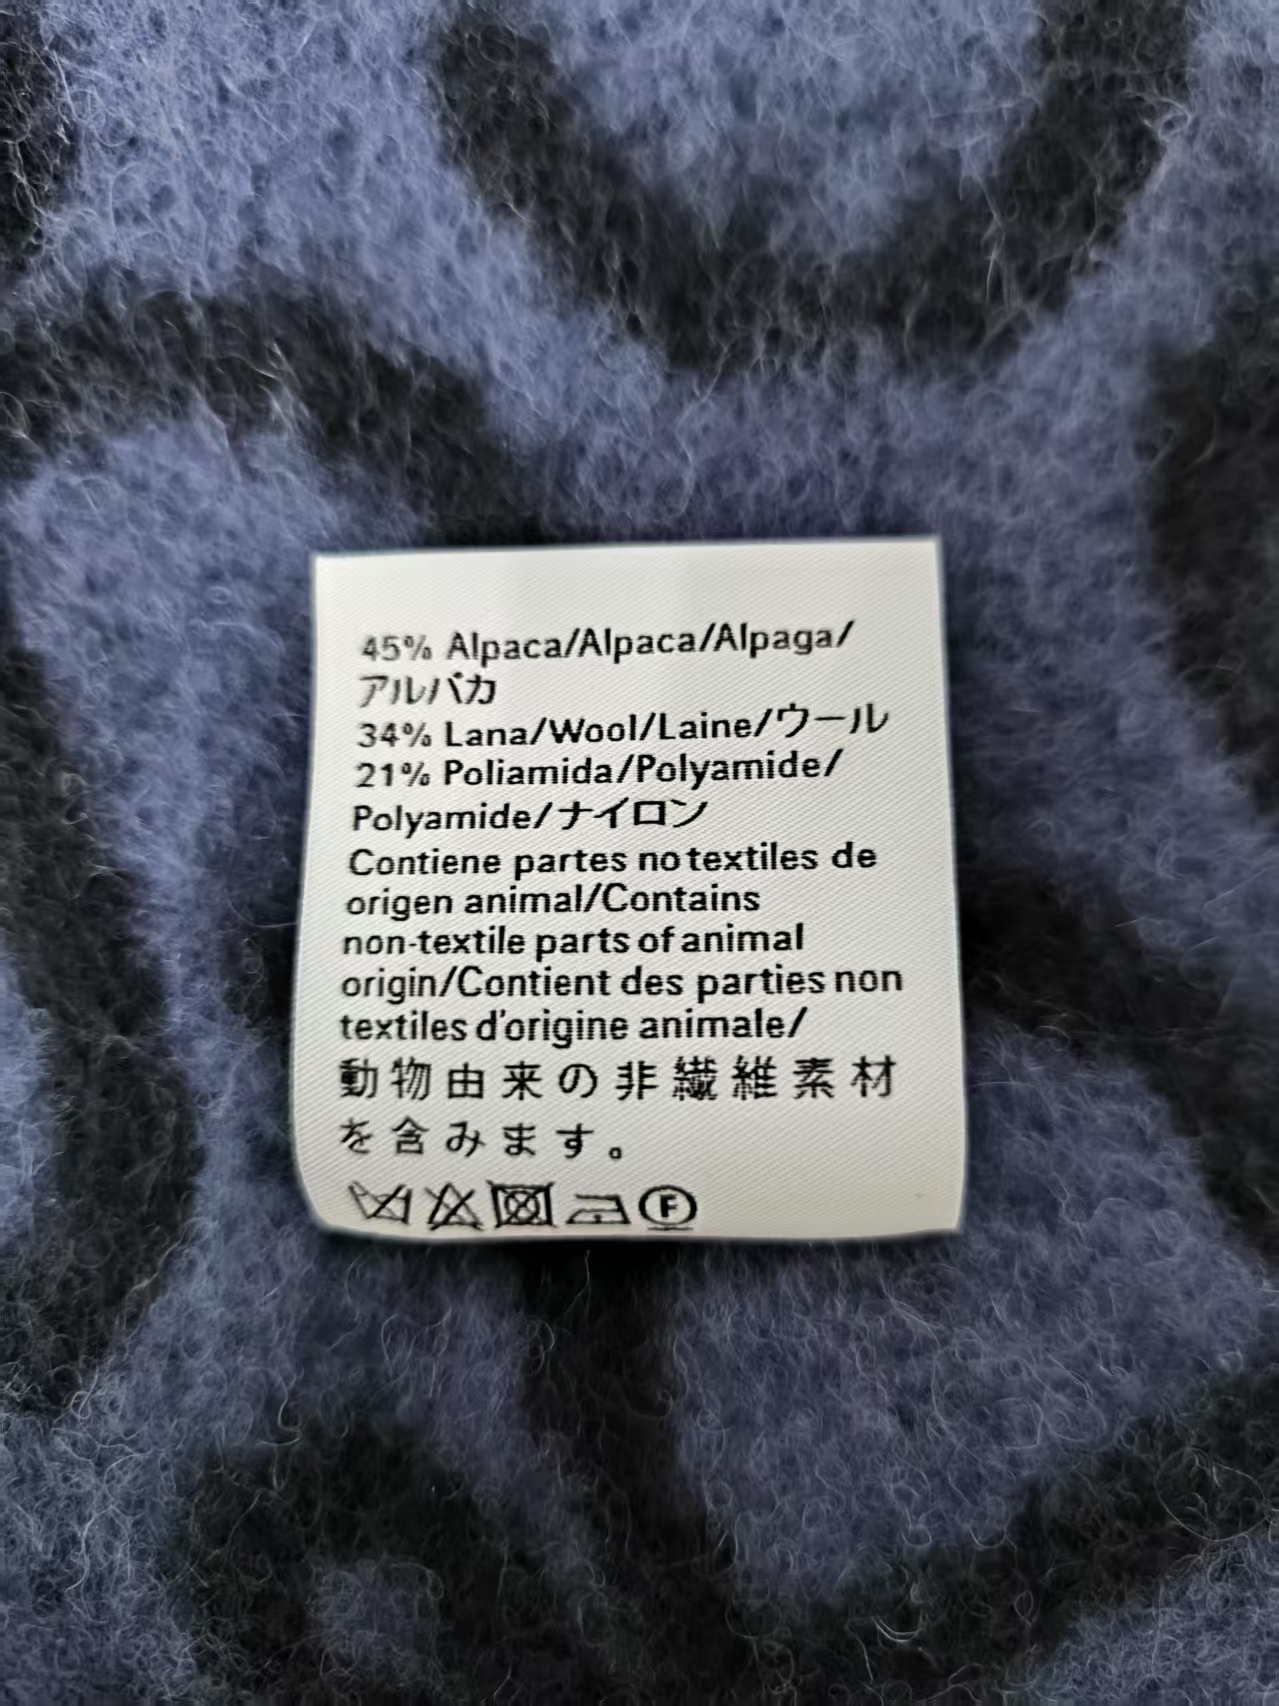 45% Alpaca/Alpaca/Alpaga/
アルパカ
34% Lana/Wool/Laine/ウール
21% Poliamida/Polyamide/
Polyamide/ナイロン
Contiene partes no textiles de
origen animal/Contains
non-textile parts of animal
origin/Contient des parties non
textiles d'origine animale/
動物由来の非繊維素材
を含みます。
F